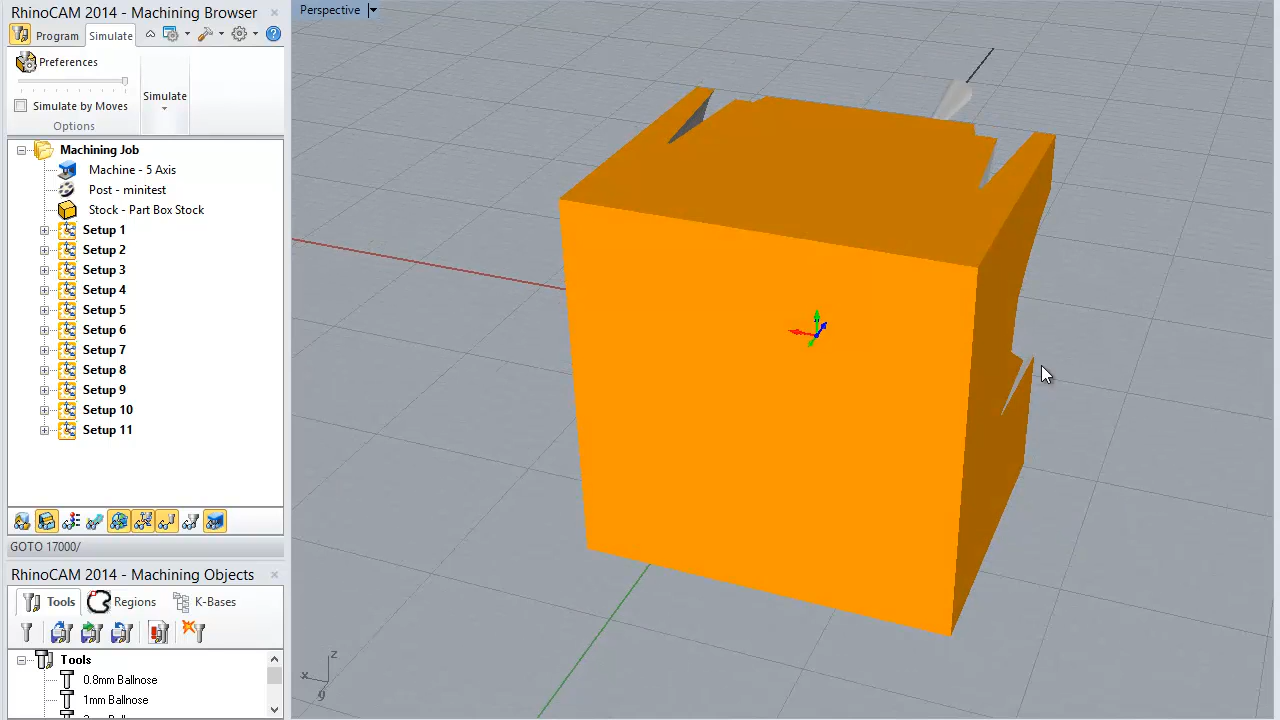 RhinoCAM 2014 - Machining Browser
Perspective
Program
Simulate
Preferences
Simulate by Moves
Options
Simulate
Machining Job
Machine - 5 Axis
Post - minitest
Stock - Part Box Stock
Setup 1
Setup 2
Setup 3
Setup 4
Setup 5
Setup 6
Setup 7
Setup 8
Setup 9
Setup 10
Setup 11
GOTO 17000/
RhinoCAM 2014 - Machining Objects
Tools
Regions
K-Bases
Tools
0.8mm Ballnose
1mm Ballnose
z
x
y